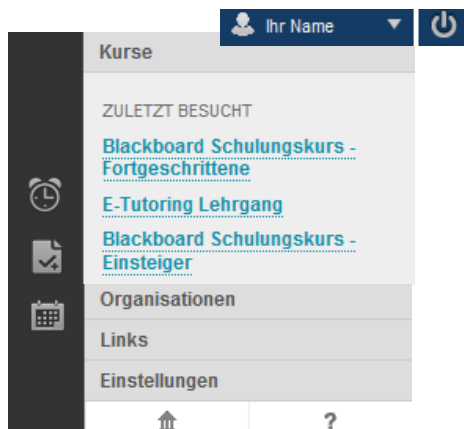 Ihr Name
Kurse
ZULETZT BESUCHT
Blackboard Schulungskurs -
Fortgeschrittene
E-Tutoring Lehrgang
Blackboard Schulungskurs -
Einsteiger
Organisationen
Links
Einstellungen
?